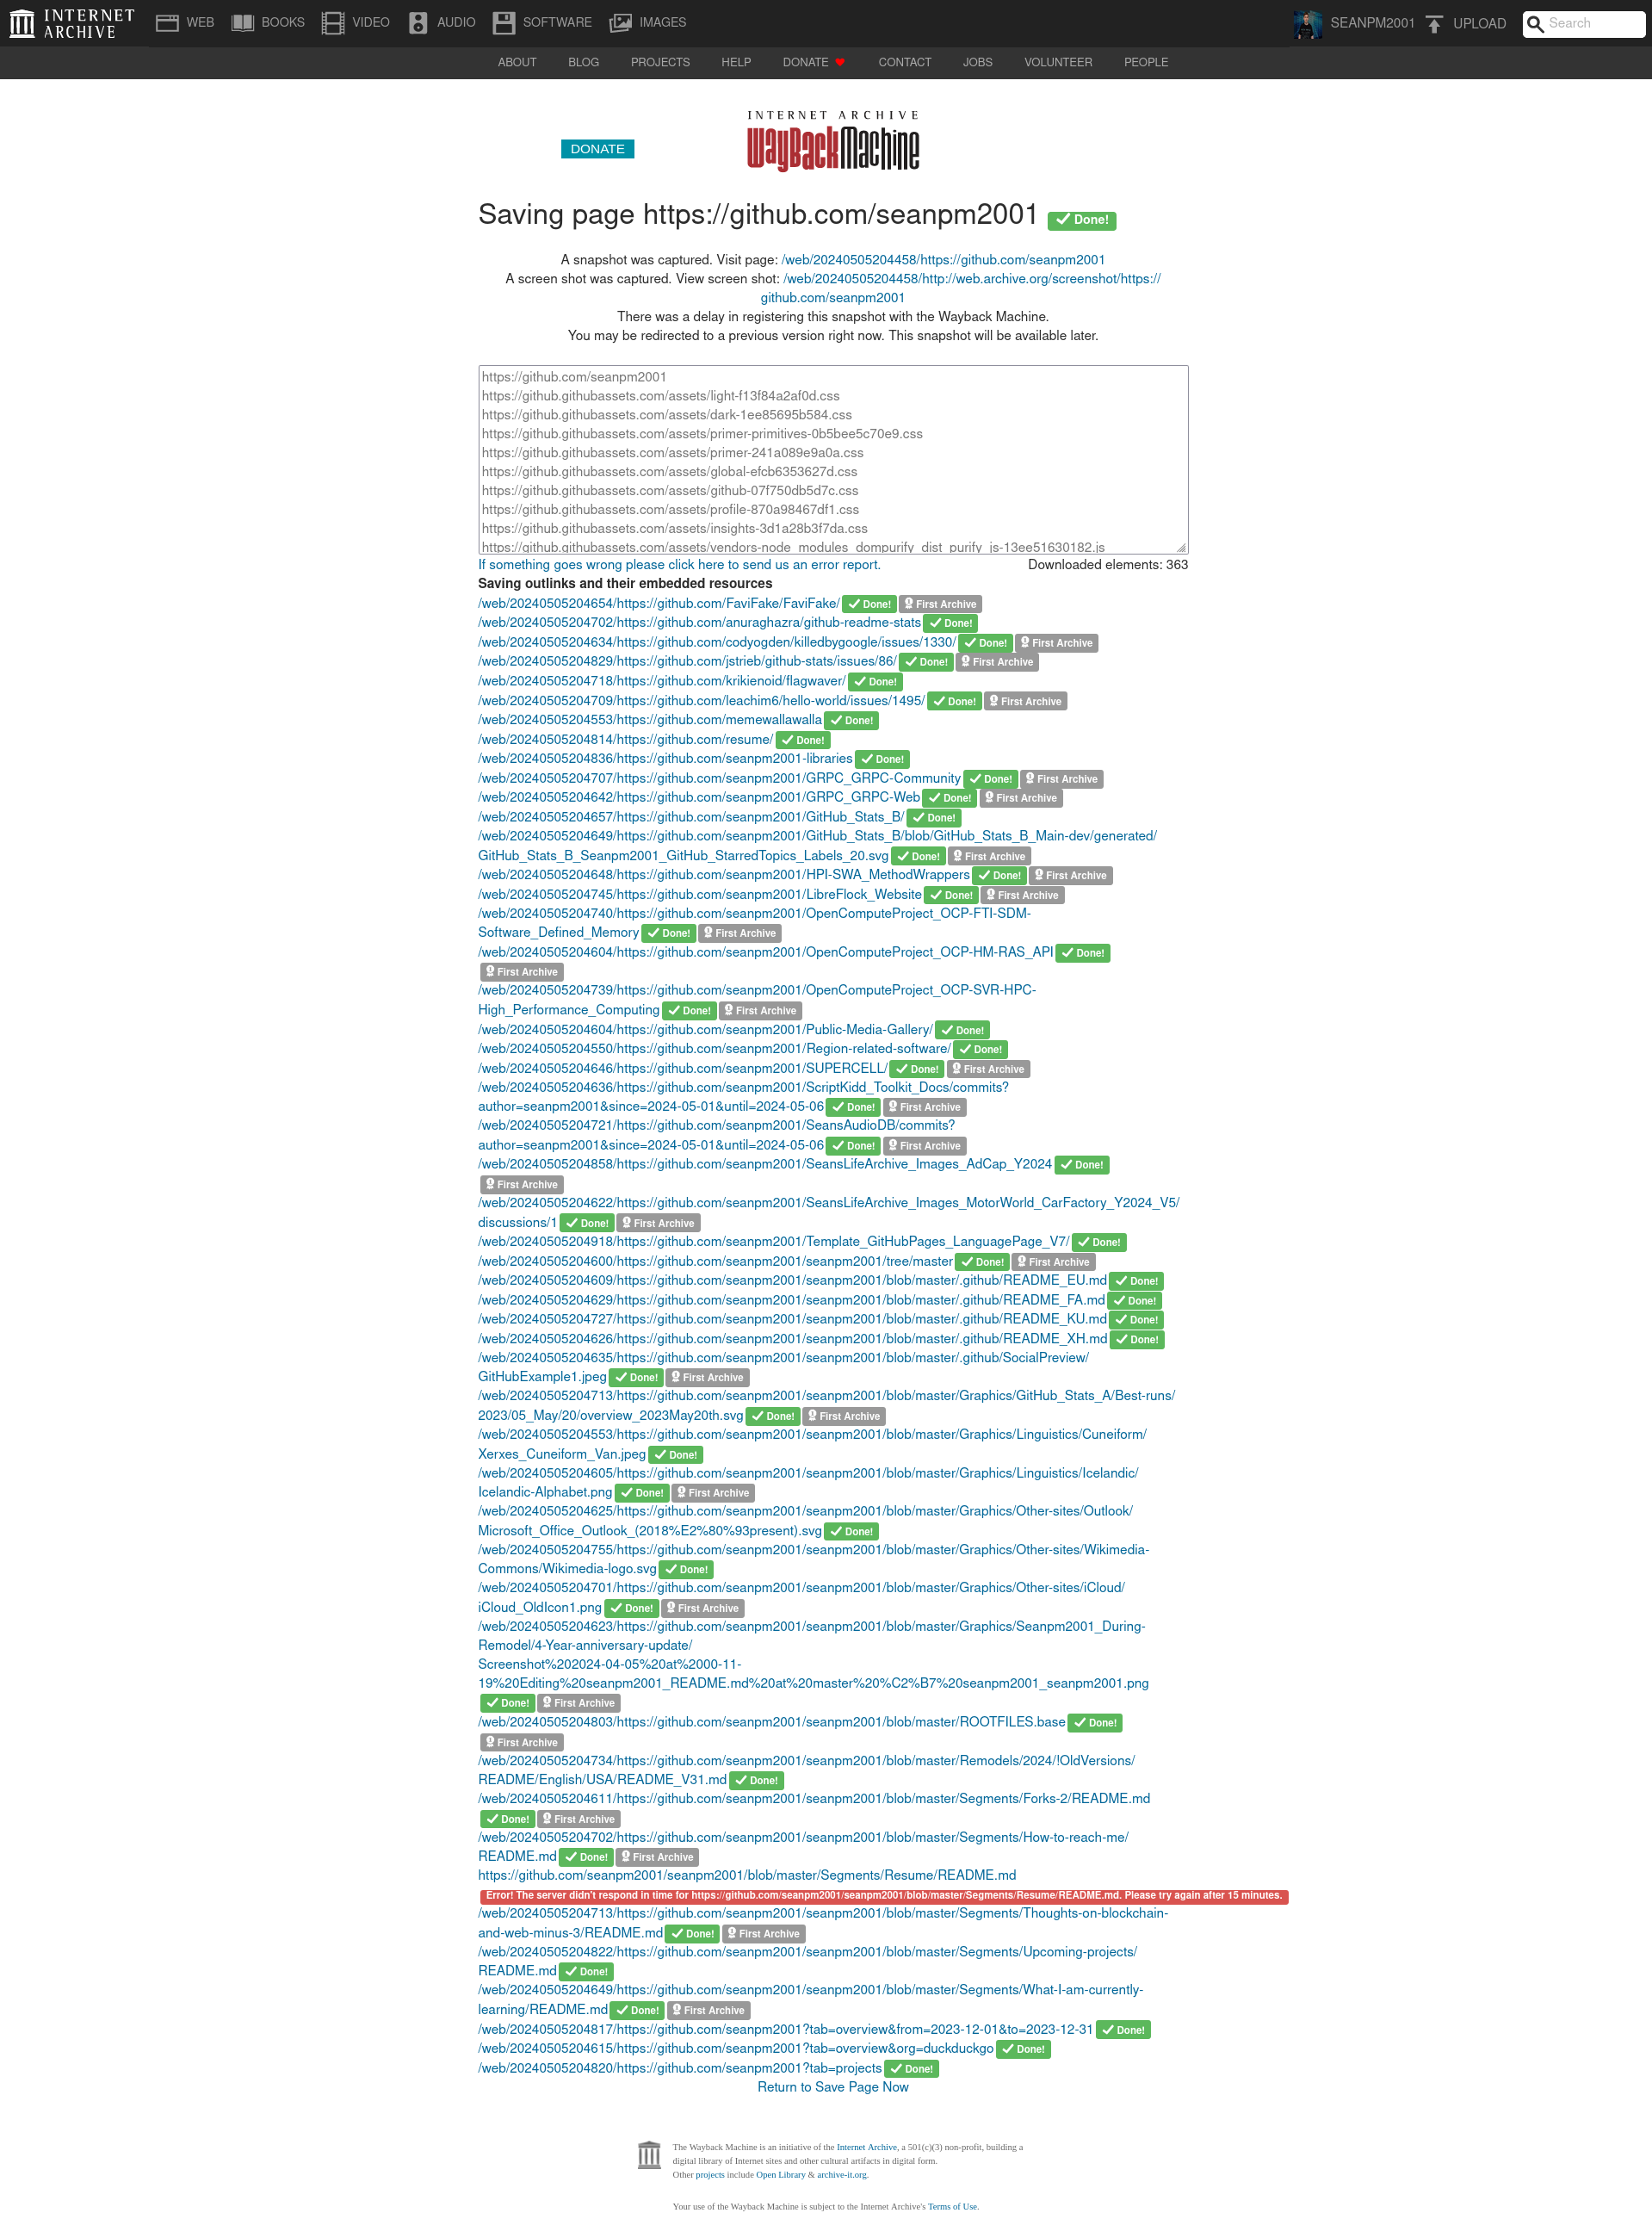 INTERNET ARCHIVE
WEB BOOKS VIDEO AUDIO SOFTWARE IMAGES SEANPM2001 UPLOAD Search
ABOUT BLOG PROJECTS HELP DONATE CONTACT JOBS VOLUNTEER PEOPLE
DONATE
INTERNET ARCHIVE
WayBackMachine
Saving page https://github.com/seanpm2001 Done!
A snapshot was captured. Visit page: /web/20240505204458/https://github.com/seanpm2001
A screen shot was captured. View screen shot: /web/20240505204458/http://web.archive.org/screenshot/https://
github.com/seanpm2001
There was a delay in registering this snapshot with the Wayback Machine.
You may be redirected to a previous version right now. This snapshot will be available later.
https://github.com/seanpm2001
https://github.githubassets.com/assets/light-f13f84a2af0d.css
https://github.githubassets.com/assets/dark-1ee85695b584.css
https://github.githubassets.com/assets/primer-primitives-0b5bee5c70e9.css
https://github.githubassets.com/assets/primer-241a089e9a0a.css
https://github.githubassets.com/assets/global-efcb6353627d.css
https://github.githubassets.com/assets/github-07f750db5d7c.css
https://github.githubassets.com/assets/profile-870a98467df1.css
https://github.githubassets.com/assets/insights-3d1a28b3f7da.css
https://github.githubassets.com/assets/vendors-node_modules_dompurify_dist_purify_js-13ee51630182.js
If something goes wrong please click here to send us an error report. Downloaded elements: 363
Saving outlinks and their embedded resources
/web/20240505204654/https://github.com/FaviFake/FaviFake/ Done! First Archive
/web/20240505204702/https://github.com/anuraghazra/github-readme-stats Done!
/web/20240505204634/https://github.com/codyogden/killedbygoogle/issues/1330/ Done! First Archive
/web/20240505204829/https://github.com/jstrieb/github-stats/issues/86/ Done! First Archive
/web/20240505204718/https://github.com/krikienoid/flagwaver/ Done!
/web/20240505204709/https://github.com/leachim6/hello-world/issues/1495/ Done! First Archive
/web/20240505204553/https://github.com/memewallawalla Done!
/web/20240505204814/https://github.com/resume/ Done!
/web/20240505204836/https://github.com/seanpm2001-libraries Done!
/web/20240505204707/https://github.com/seanpm2001/GRPC_GRPC-Community Done! First Archive
/web/20240505204642/https://github.com/seanpm2001/GRPC_GRPC-Web Done! First Archive
/web/20240505204657/https://github.com/seanpm2001/GitHub_Stats_B/ Done!
/web/20240505204649/https://github.com/seanpm2001/GitHub_Stats_B/blob/GitHub_Stats_B_Main-dev/generated/
GitHub_Stats_B_Seanpm2001_GitHub_StarredTopics_Labels_20.svg Done! First Archive
/web/20240505204648/https://github.com/seanpm2001/HPI-SWA_MethodWrappers Done! First Archive
/web/20240505204745/https://github.com/seanpm2001/LibreFlock_Website Done! First Archive
/web/20240505204740/https://github.com/seanpm2001/OpenComputeProject_OCP-FTI-SDM-
Software_Defined_Memory Done! First Archive
/web/20240505204604/https://github.com/seanpm2001/OpenComputeProject_OCP-HM-RAS_API Done!
First Archive
/web/20240505204739/https://github.com/seanpm2001/OpenComputeProject_OCP-SVR-HPC-
High_Performance_Computing Done! First Archive
/web/20240505204604/https://github.com/seanpm2001/Public-Media-Gallery/ Done!
/web/20240505204550/https://github.com/seanpm2001/Region-related-software/ Done!
/web/20240505204646/https://github.com/seanpm2001/SUPERCELL/ Done! First Archive
/web/20240505204636/https://github.com/seanpm2001/ScriptKidd_Toolkit_Docs/commits?
author=seanpm2001&since=2024-05-01&until=2024-05-06 Done! First Archive
/web/20240505204721/https://github.com/seanpm2001/SeansAudioDB/commits?
author=seanpm2001&since=2024-05-01&until=2024-05-06 Done! First Archive
/web/20240505204858/https://github.com/seanpm2001/SeansLifeArchive_Images_AdCap_Y2024 Done!
First Archive
/web/20240505204622/https://github.com/seanpm2001/SeansLifeArchive_Images_MotorWorld_CarFactory_Y2024_V5/
discussions/1 Done! First Archive
/web/20240505204918/https://github.com/seanpm2001/Template_GitHubPages_LanguagePage_V7/ Done!
/web/20240505204600/https://github.com/seanpm2001/seanpm2001/tree/master Done! First Archive
/web/20240505204609/https://github.com/seanpm2001/seanpm2001/blob/master/.github/README_EU.md Done!
/web/20240505204629/https://github.com/seanpm2001/seanpm2001/blob/master/.github/README_FA.md Done!
/web/20240505204727/https://github.com/seanpm2001/seanpm2001/blob/master/.github/README_KU.md Done!
/web/20240505204626/https://github.com/seanpm2001/seanpm2001/blob/master/.github/README_XH.md Done!
/web/20240505204635/https://github.com/seanpm2001/seanpm2001/blob/master/.github/SocialPreview/
GitHubExample1.jpeg Done! First Archive
/web/20240505204713/https://github.com/seanpm2001/seanpm2001/blob/master/Graphics/GitHub_Stats_A/Best-runs/
2023/05_May/20/overview_2023May20th.svg Done! First Archive
/web/20240505204553/https://github.com/seanpm2001/seanpm2001/blob/master/Graphics/Linguistics/Cuneiform/
Xerxes_Cuneiform_Van.jpeg Done!
/web/20240505204605/https://github.com/seanpm2001/seanpm2001/blob/master/Graphics/Linguistics/Icelandic/
Icelandic-Alphabet.png Done! First Archive
/web/20240505204625/https://github.com/seanpm2001/seanpm2001/blob/master/Graphics/Other-sites/Outlook/
Microsoft_Office_Outlook_(2018%E2%80%93present).svg Done!
/web/20240505204755/https://github.com/seanpm2001/seanpm2001/blob/master/Graphics/Other-sites/Wikimedia-
Commons/Wikimedia-logo.svg Done!
/web/20240505204701/https://github.com/seanpm2001/seanpm2001/blob/master/Graphics/Other-sites/iCloud/
iCloud_OldIcon1.png Done! First Archive
/web/20240505204623/https://github.com/seanpm2001/seanpm2001/blob/master/Graphics/Seanpm2001_During-
Remodel/4-Year-anniversary-update/
Screenshot%202024-04-05%20at%2000-11-
19%20Editing%20seanpm2001_README.md%20at%20master%20%C2%B7%20seanpm2001_seanpm2001.png
Done! First Archive
/web/20240505204803/https://github.com/seanpm2001/seanpm2001/blob/master/ROOTFILES.base Done!
First Archive
/web/20240505204734/https://github.com/seanpm2001/seanpm2001/blob/master/Remodels/2024/!OldVersions/
README/English/USA/README_V31.md Done!
/web/20240505204611/https://github.com/seanpm2001/seanpm2001/blob/master/Segments/Forks-2/README.md
Done! First Archive
/web/20240505204702/https://github.com/seanpm2001/seanpm2001/blob/master/Segments/How-to-reach-me/
README.md Done! First Archive
https://github.com/seanpm2001/seanpm2001/blob/master/Segments/Resume/README.md
Error! The server didn't respond in time for https://github.com/seanpm2001/seanpm2001/blob/master/Segments/Resume/README.md. Please try again after 15 minutes.
/web/20240505204713/https://github.com/seanpm2001/seanpm2001/blob/master/Segments/Thoughts-on-blockchain-
and-web-minus-3/README.md Done! First Archive
/web/20240505204822/https://github.com/seanpm2001/seanpm2001/blob/master/Segments/Upcoming-projects/
README.md Done!
/web/20240505204649/https://github.com/seanpm2001/seanpm2001/blob/master/Segments/What-I-am-currently-
learning/README.md Done! First Archive
/web/20240505204817/https://github.com/seanpm2001?tab=overview&from=2023-12-01&to=2023-12-31 Done!
/web/20240505204615/https://github.com/seanpm2001?tab=overview&org=duckduckgo Done!
/web/20240505204820/https://github.com/seanpm2001?tab=projects Done!
Return to Save Page Now
The Wayback Machine is an initiative of the Internet Archive, a 501(c)(3) non-profit, building a
digital library of Internet sites and other cultural artifacts in digital form.
Other projects include Open Library & archive-it.org.
Your use of the Wayback Machine is subject to the Internet Archive's Terms of Use.